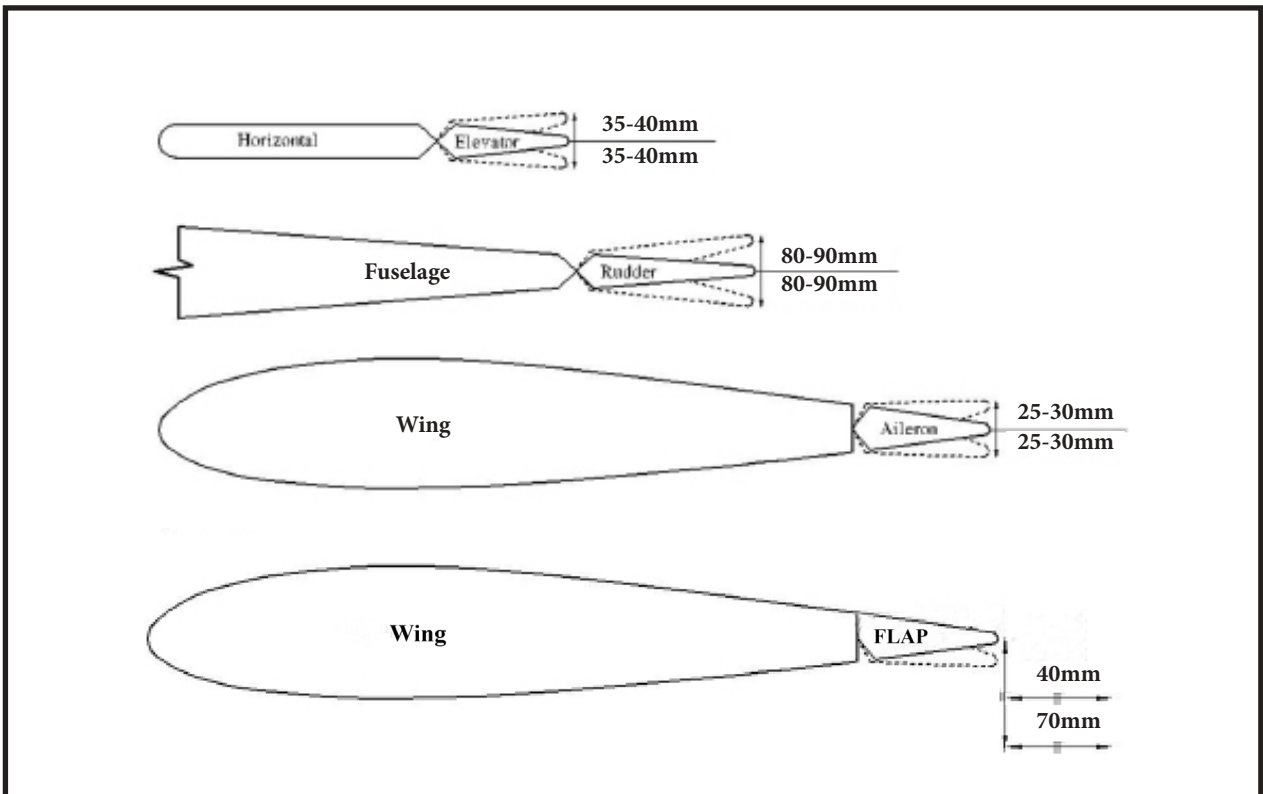 Horizontal
Elevator
35-40mm
35-40mm
Fuselage
Rudder
80-90mm
80-90mm
Wing
Aileron
25-30mm
25-30mm
Wing
FLAP
40mm
70mm